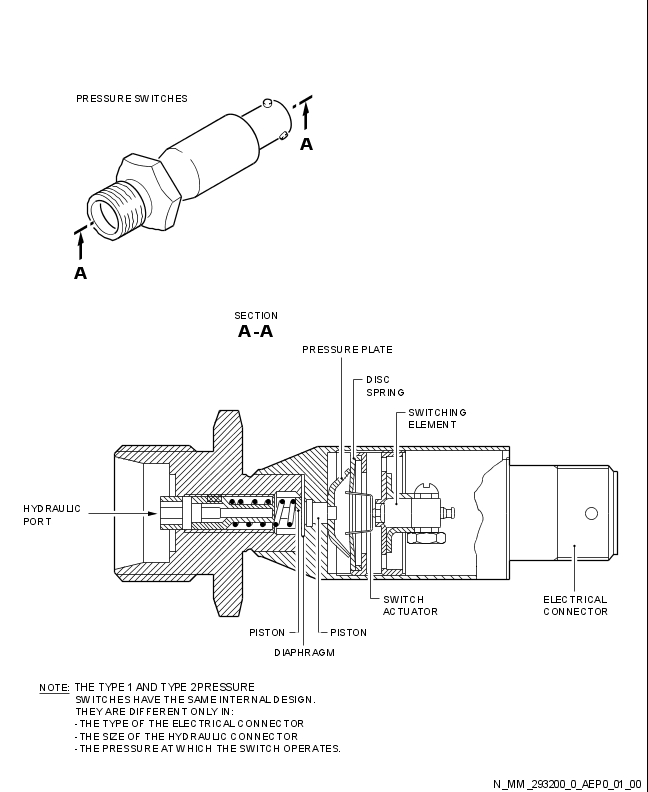 PRESSURE SWITCHES
A
A
SECTION
A-A
PRESSURE PLATE
DISC
SPRING
SWITCHING
ELEMENT
HYDRAULIC
PORT
SWITCH
ACTUATOR
ELECTRICAL
CONNECTOR
PISTON
PISTON
DIAPHRAGM
NOTE: THE TYPE 1 AND TYPE 2 PRESSURE
SWITCHES HAVE THE SAME INTERNAL DESIGN.
THEY ARE DIFFERENT ONLY IN:
- THE TYPE OF THE ELECTRICAL CONNECTOR
- THE SIZE OF THE HYDRAULIC CONNECTOR
- THE PRESSURE AT WHICH THE SWITCH OPERATES.
N_MM_293200_0_AEP0_01_00